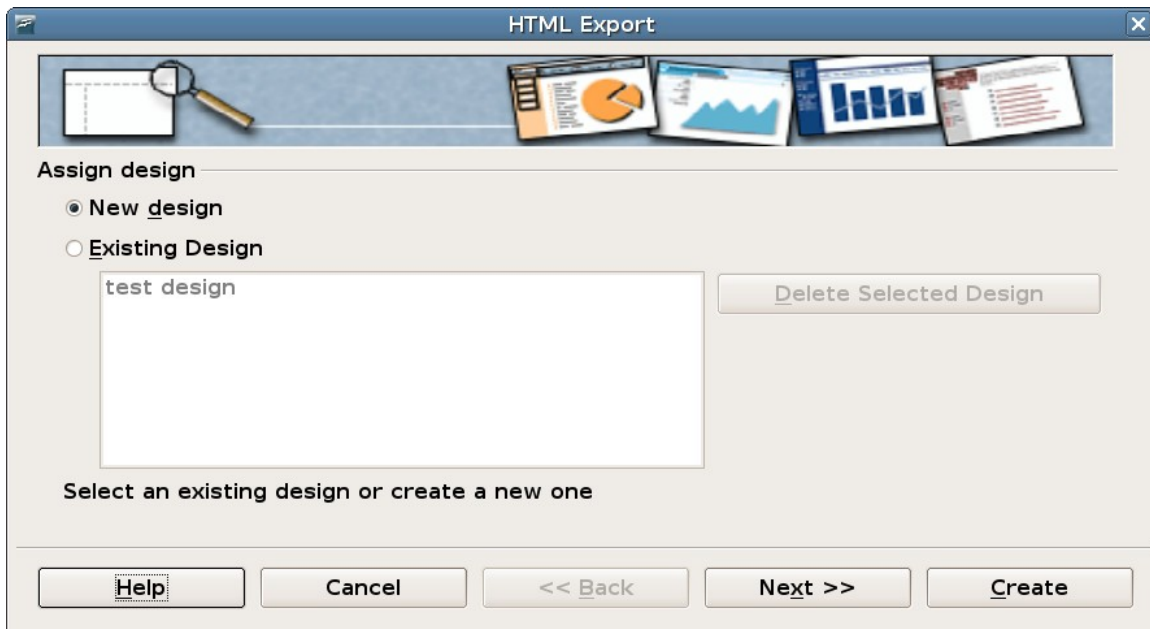 HTML Export
Assign design
New design
Existing Design
test design
Delete Selected Design
Select an existing design or create a new one
Help
Cancel
<< Back
Next >>
Create